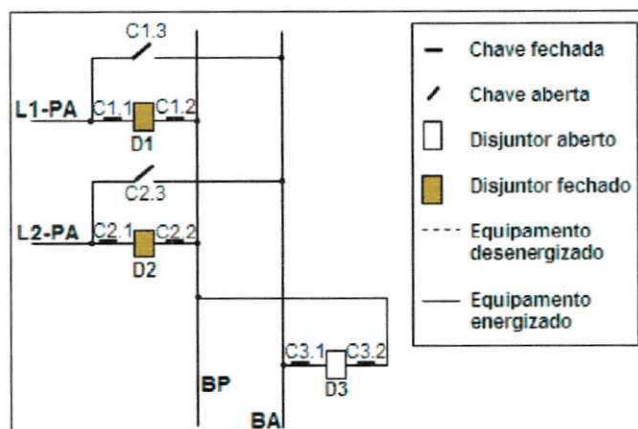 C1.3
L1-PA
C1.1
C1.2
D1
C2.3
L2-PA
C2.1
C2.2
D2
C3.1
C3.2
D3
BP
BA
Chave fechada
Chave aberta
Disjuntor aberto
Disjuntor fechado
Equipamento
desenergizado
Equipamento
energizado